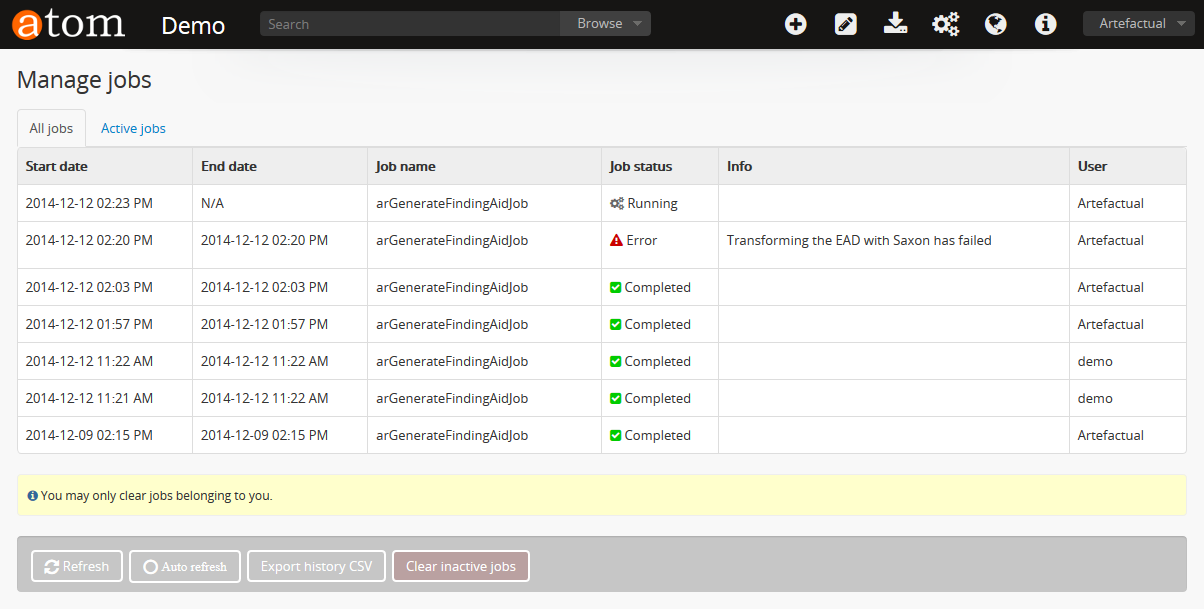 atom Demo Search Browse Artefactual
Manage jobs
All jobs Active jobs
Start date End date Job name Job status Info User
2014-12-12 02:23 PM N/A arGenerateFindingAidJob Running Artefactual
2014-12-12 02:20 PM 2014-12-12 02:20 PM arGenerateFindingAidJob Error Transforming the EAD with Saxon has failed Artefactual
2014-12-12 02:03 PM 2014-12-12 02:03 PM arGenerateFindingAidJob Completed Artefactual
2014-12-12 01:57 PM 2014-12-12 01:57 PM arGenerateFindingAidJob Completed Artefactual
2014-12-12 11:22 AM 2014-12-12 11:22 AM arGenerateFindingAidJob Completed demo
2014-12-12 11:21 AM 2014-12-12 11:22 AM arGenerateFindingAidJob Completed demo
2014-12-09 02:15 PM 2014-12-09 02:15 PM arGenerateFindingAidJob Completed Artefactual
You may only clear jobs belonging to you.
Refresh Auto refresh Export history CSV Clear inactive jobs